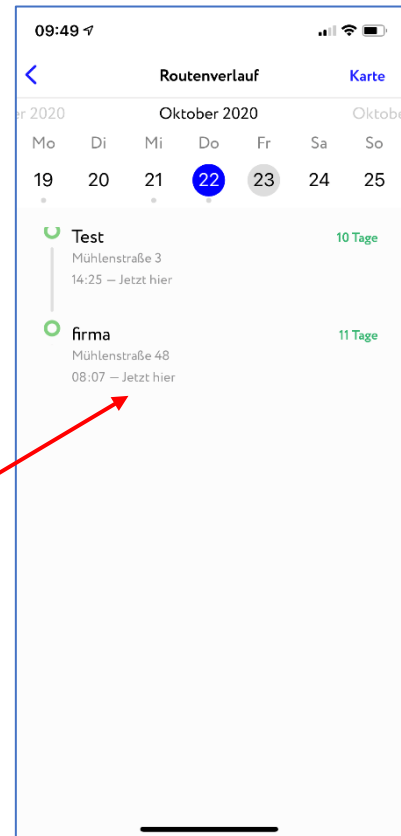 09:49
Routenverlauf
Karte
er 2020
Oktober 2020
Oktobe
Mo Di Mi Do Fr Sa So
19 20 21 22 23 24 25
Test
10 Tage
Mühlenstraße 3
14:25 – Jetzt hier
firma
11 Tage
Mühlenstraße 48
08:07 – Jetzt hier